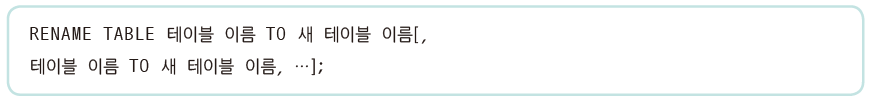 RENAME TABLE 테이블 이름 TO 새 테이블 이름[,
테이블 이름 TO 새 테이블 이름, …];